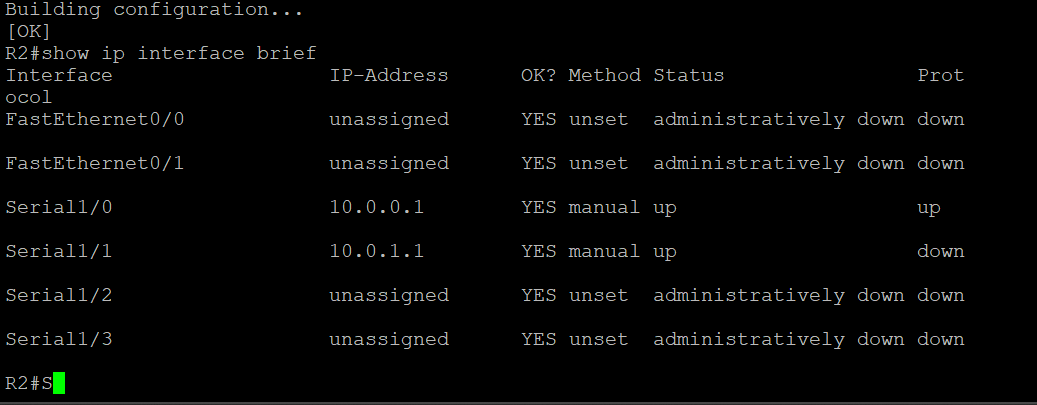 Building configuration...
[OK]
R2#show ip interface brief
Interface                  IP-Address      OK? Method Status                Prot
ocol
FastEthernet0/0            unassigned      YES unset  administratively down down
FastEthernet0/1            unassigned      YES unset  administratively down down
Serial1/0                  10.0.0.1        YES manual up                    up
Serial1/1                  10.0.1.1        YES manual up                    down
Serial1/2                  unassigned      YES unset  administratively down down
Serial1/3                  unassigned      YES unset  administratively down down
R2#S